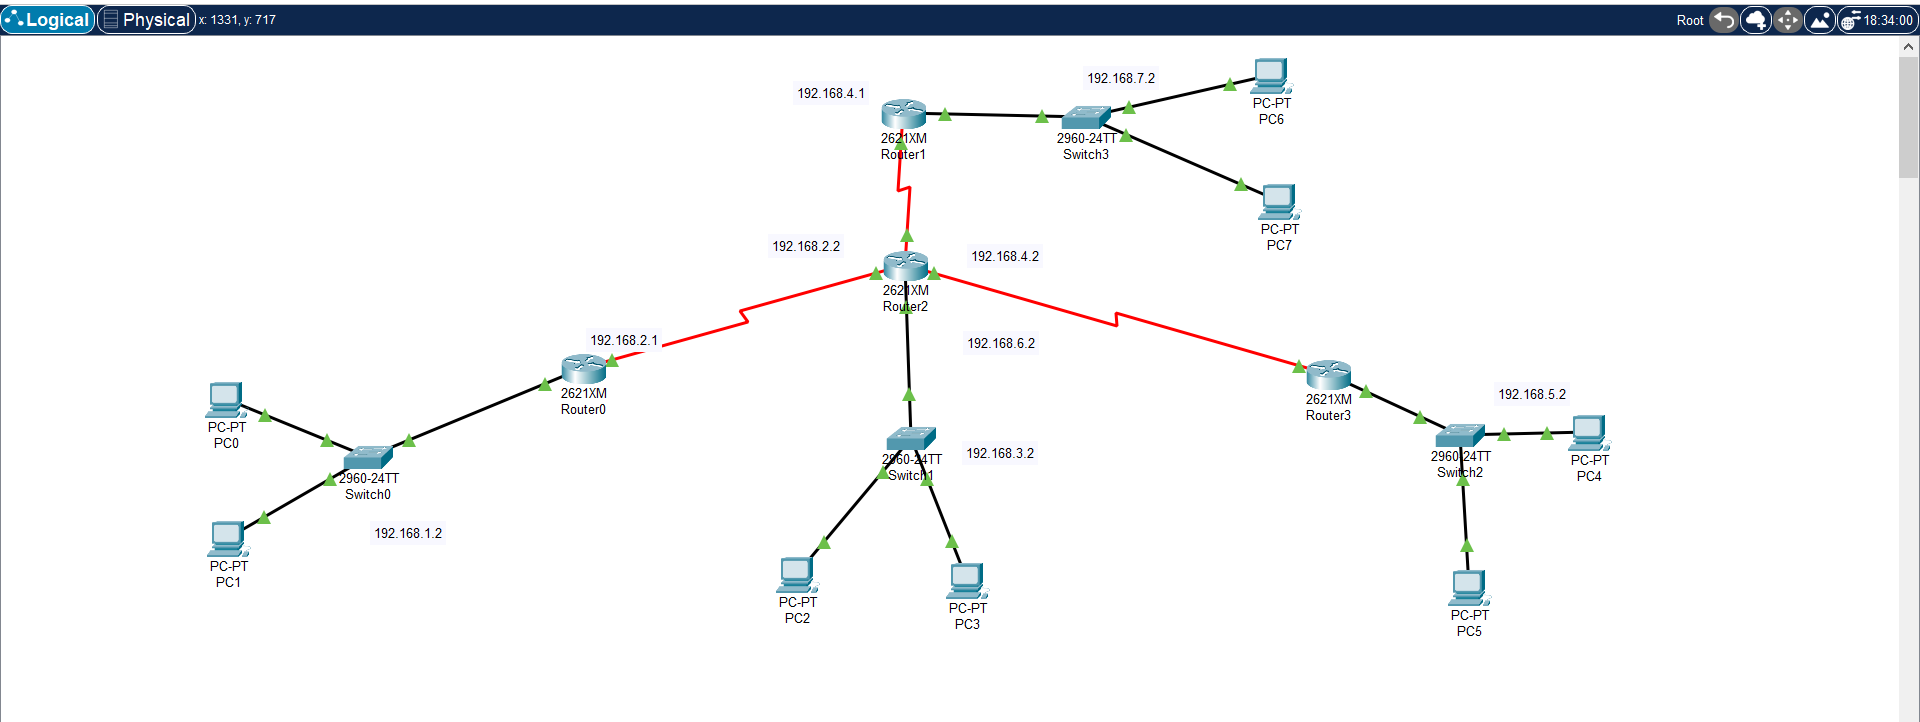 Logical Physical x: 1331, y: 717 Root 18:34:00
192.168.7.2
192.168.4.1
PC-PT
PC6
2621XM
Router1
2960-24TT
Switch3
PC-PT
PC7
192.168.2.2
192.168.4.2
2621XM
Router2
192.168.2.1
192.168.6.2
2621XM
Router0
2621XM
Router3
192.168.5.2
PC-PT
PC0
2960-24TT
Switch0
2960-24TT
Switch1
192.168.3.2
2960-24TT
Switch2
PC-PT
PC4
192.168.1.2
PC-PT
PC1
PC-PT
PC2
PC-PT
PC3
PC-PT
PC5